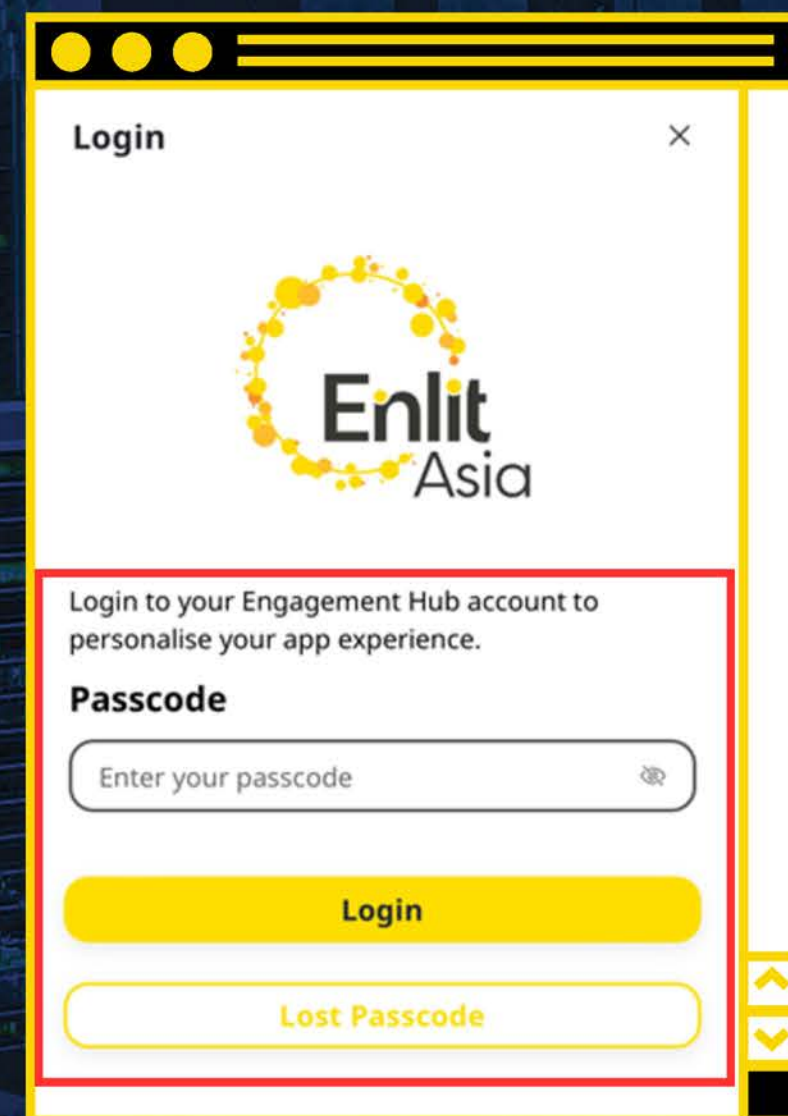 Login
Enlit
Asia
Login to your Engagement Hub account to
personalise your app experience.
Passcode
Enter your passcode
Login
Lost Passcode